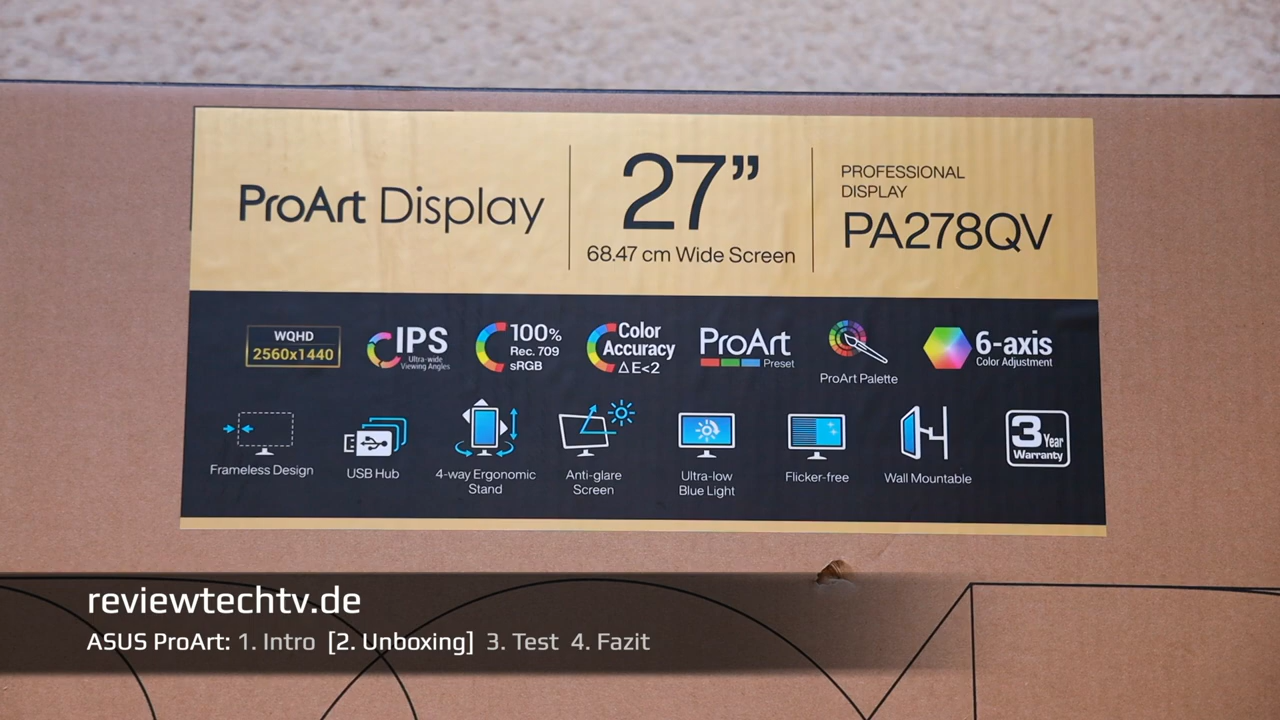 ProArt Display
27”
68.47 cm Wide Screen
PROFESSIONAL
DISPLAY
PA278QV
WQHD
2560x1440
IPS
Ultra-wide
Viewing Angles
100%
Rec. 709
sRGB
Color
Accuracy
△E<2
ProArt
Preset
ProArt Palette
6-axis
Color Adjustment
Frameless Design
USB Hub
4-way Ergonomic
Stand
Anti-glare
Screen
Ultra-low
Blue Light
Flicker-free
Wall Mountable
3 Year
Warranty
reviewtechtv.de
ASUS ProArt: 1. Intro [2. Unboxing] 3. Test 4. Fazit